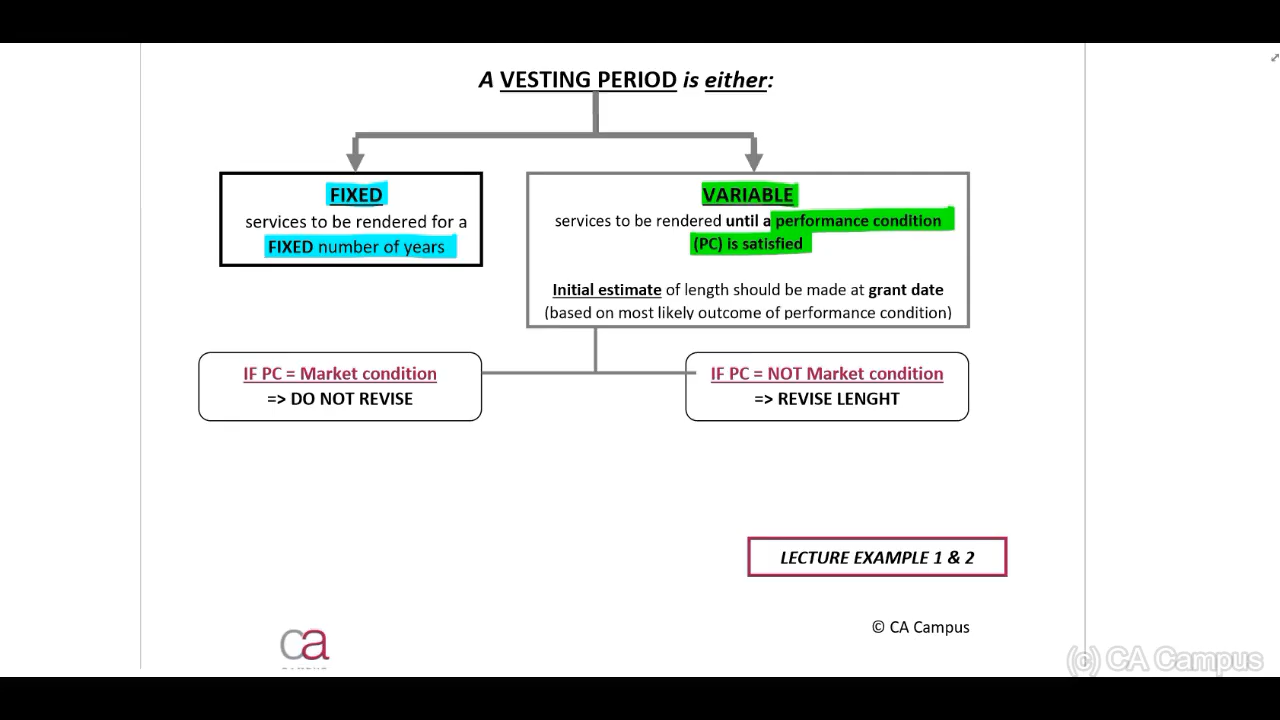 A VESTING PERIOD is either:
FIXED
services to be rendered for a
FIXED number of years
VARIABLE
services to be rendered until a performance condition
(PC) is satisfied
Initial estimate of length should be made at grant date
(based on most likely outcome of performance condition)
IF PC = Market condition
=> DO NOT REVISE
IF PC = NOT Market condition
=> REVISE LENGHT
LECTURE EXAMPLE 1 & 2
© CA Campus
ca
(c) CA Campus